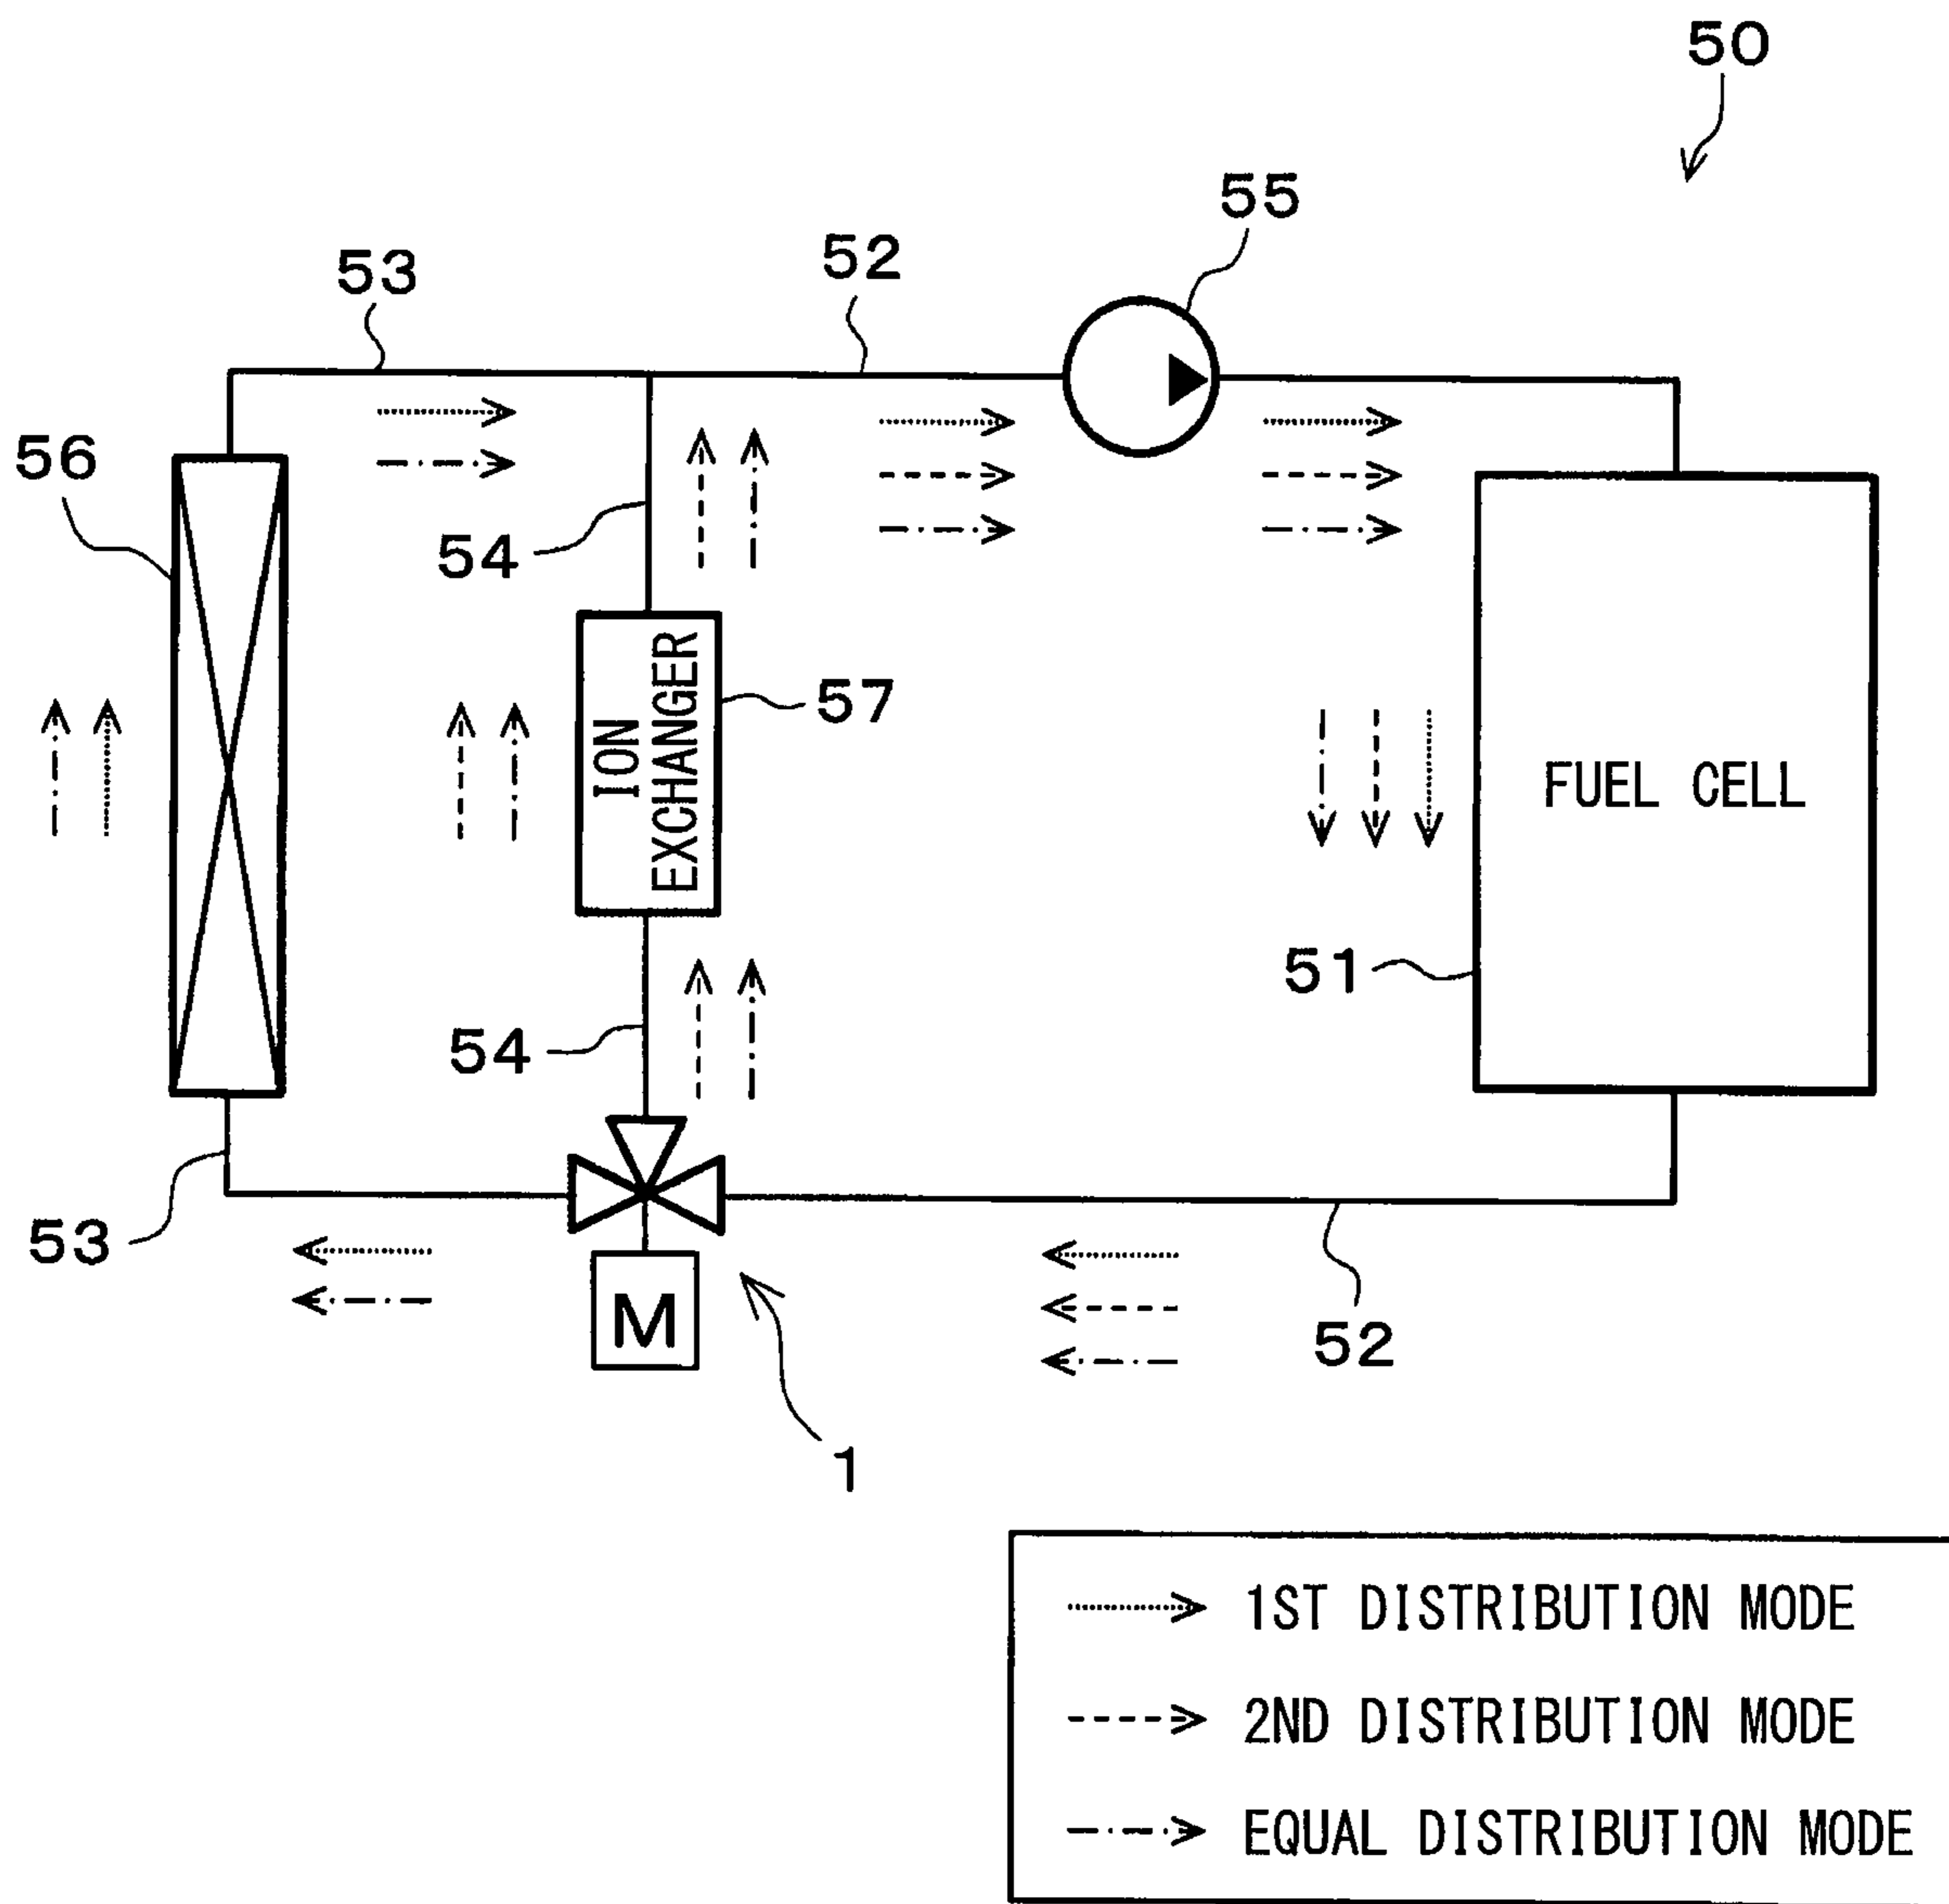 50
55
52
53
56
54
ION
EXCHANGER
57
FUEL CELL
51
54
53
M
52
1
1ST DISTRIBUTION MODE
2ND DISTRIBUTION MODE
EQUAL DISTRIBUTION MODE